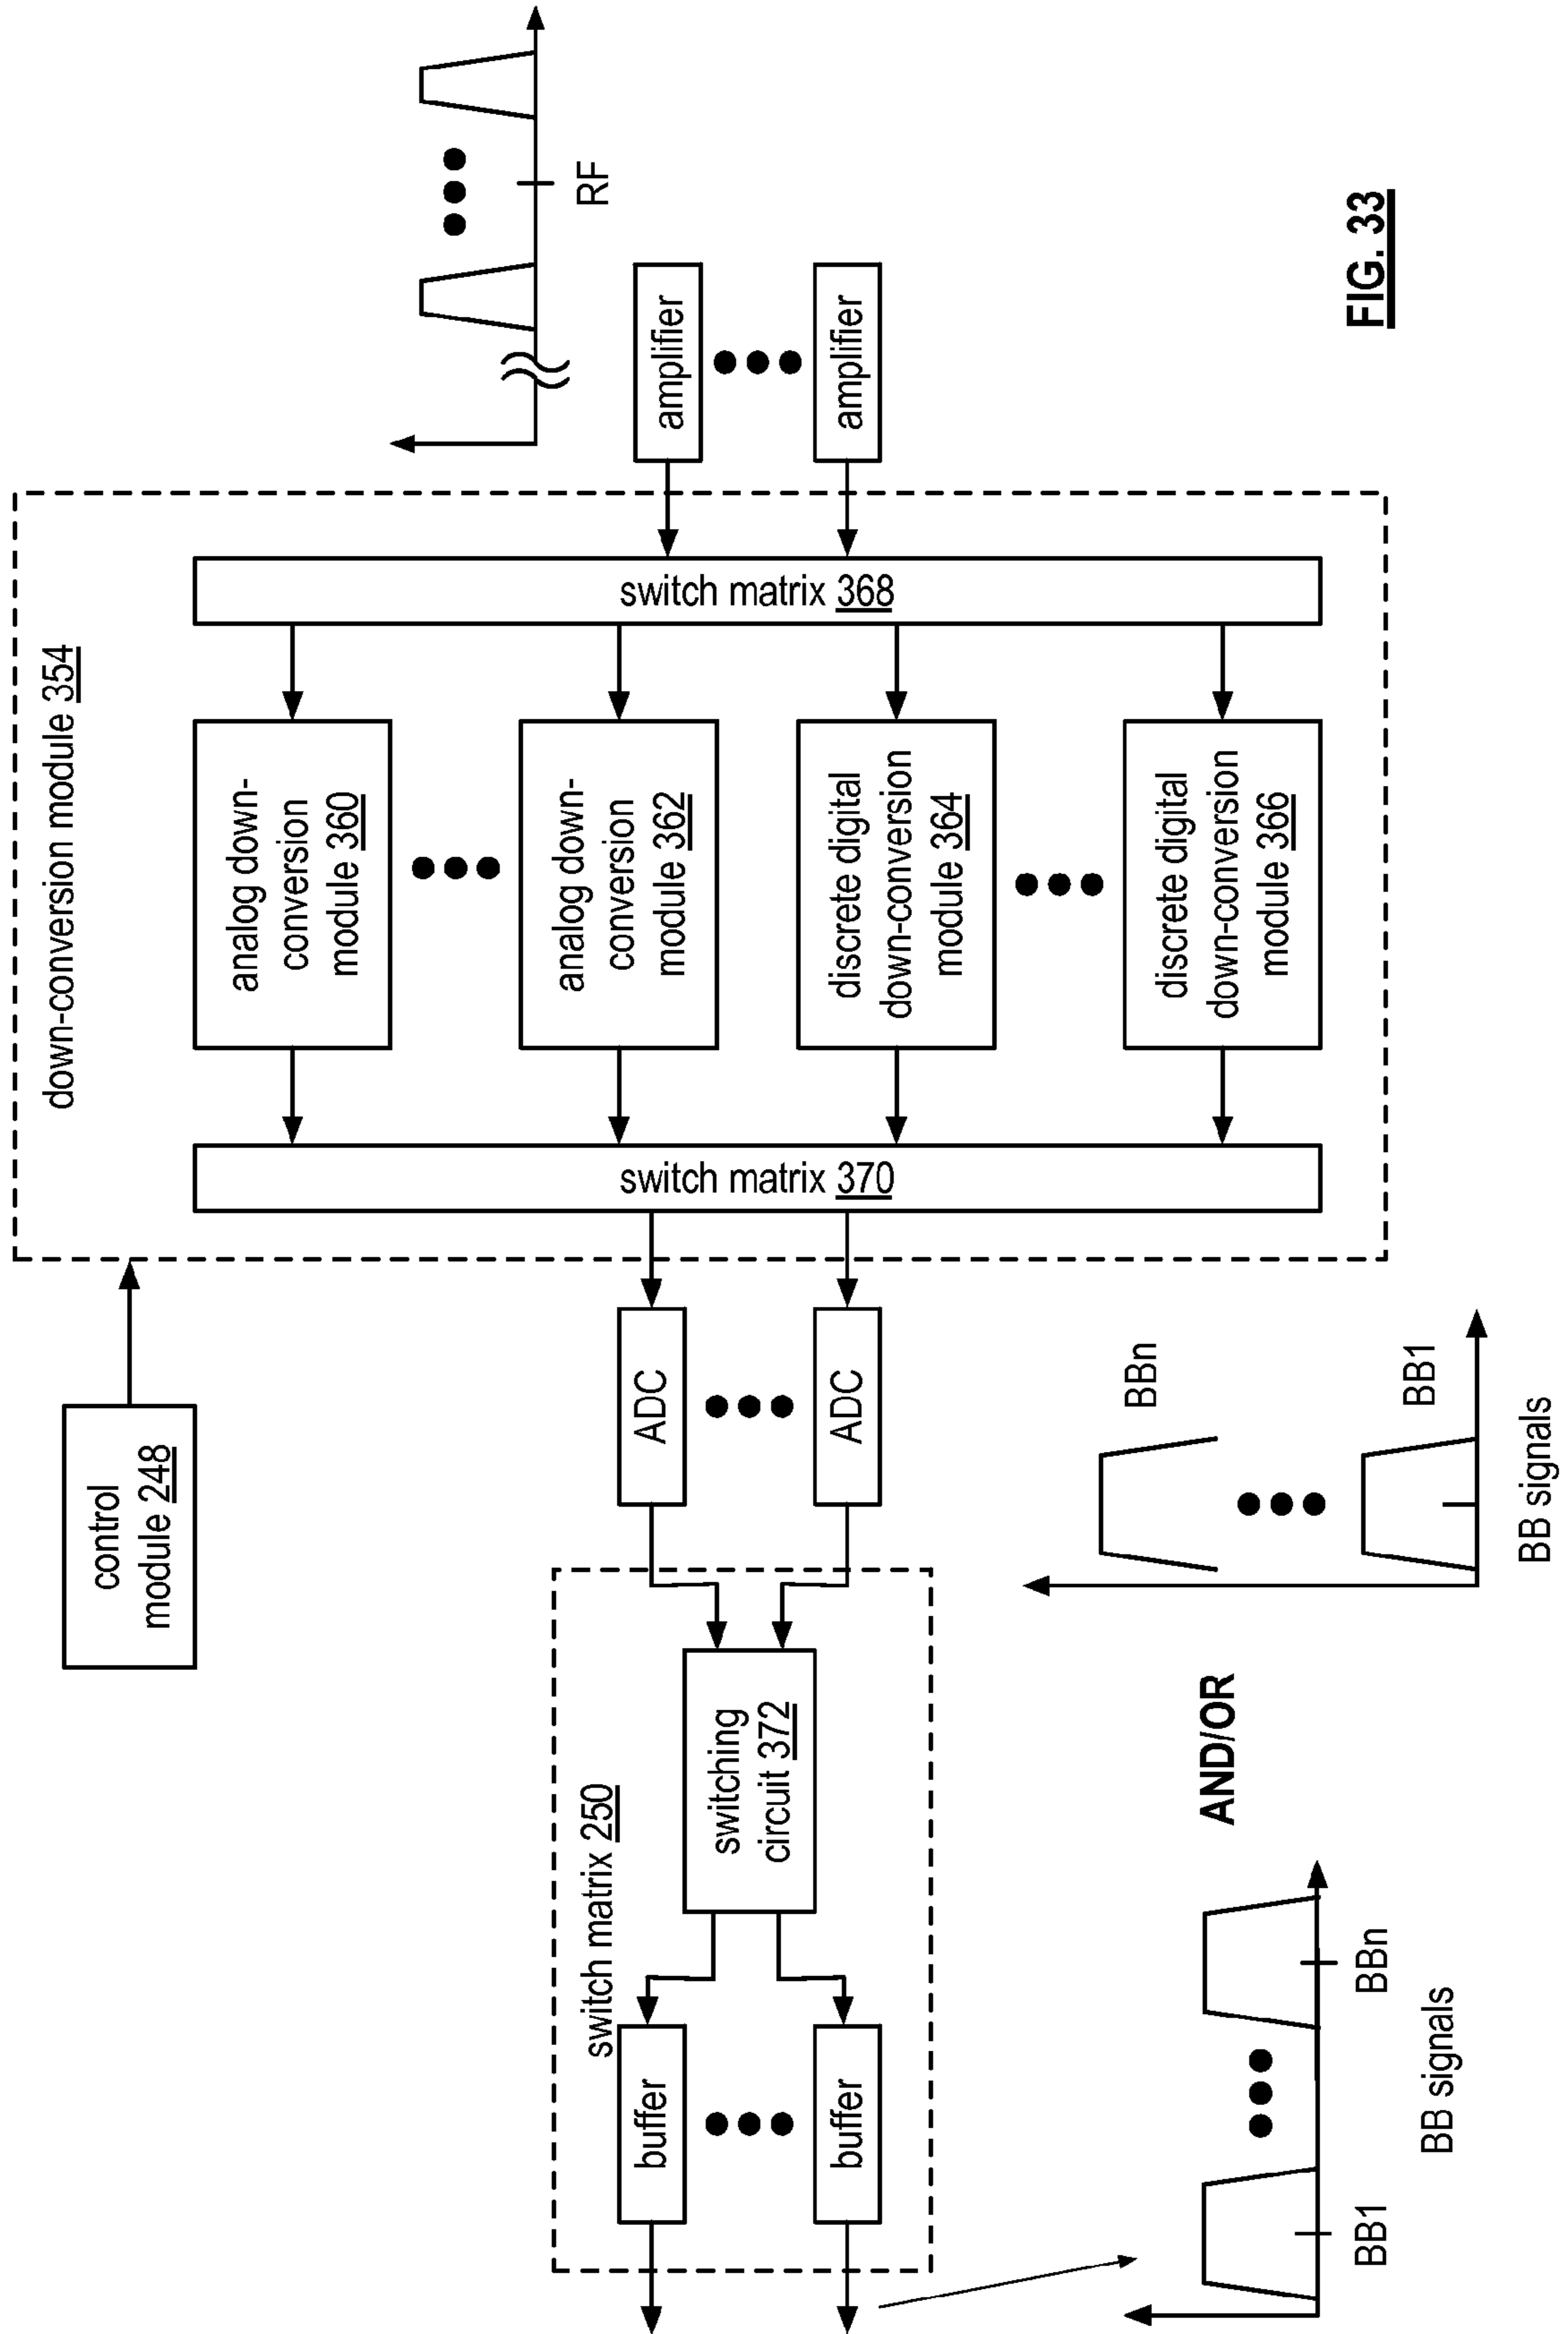 down-conversion module 354
control
module 248
analog down-
conversion
module 360
analog down-
conversion
module 362
discrete digital
down-conversion
module 364
discrete digital
down-conversion
module 366
switch matrix 370
switch matrix 368
RF
amplifier
amplifier
ADC
ADC
switch matrix 250
switching
circuit 372
buffer
buffer
BB1
BBn
BB signals
AND/OR
BBn
BB1
BB signals
FIG. 33